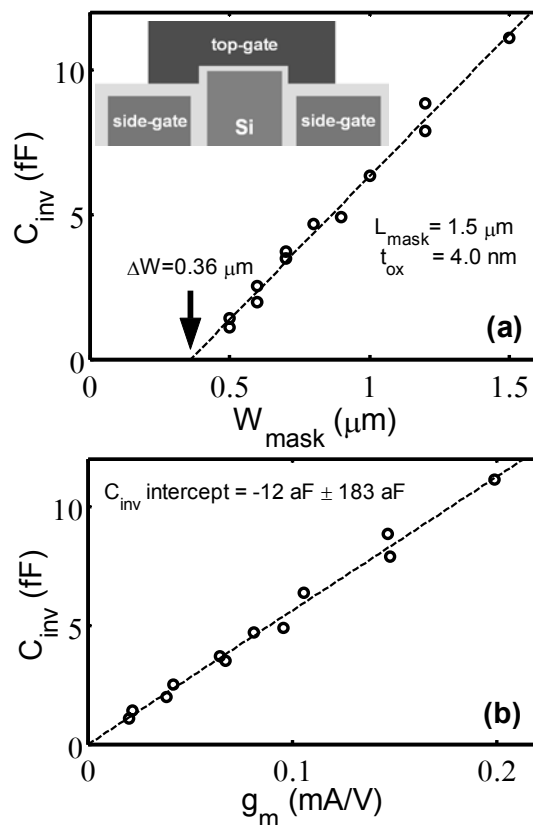 10
top-gate
side-gate
Si
side-gate
C_inv (fF)
5
L_mask = 1.5 μm
t_ox = 4.0 nm
ΔW=0.36 μm
(a)
0
0 0.5 1 1.5
W_mask (μm)
C_inv intercept = -12 aF ± 183 aF
10
C_inv (fF)
5
(b)
0
0 0.1 0.2
g_m (mA/V)